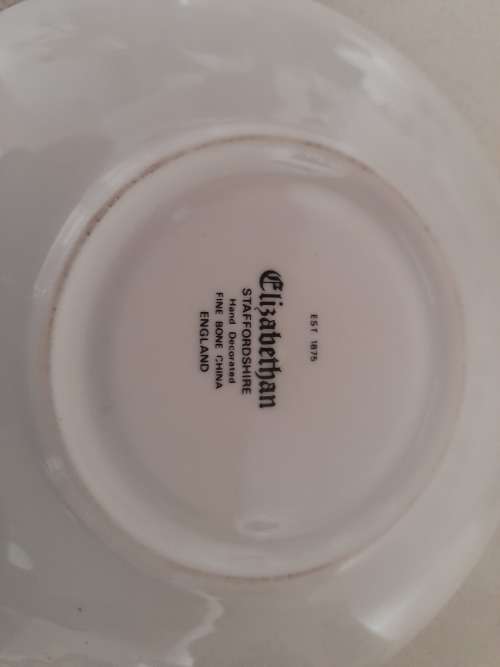 EST 1875
Elizabethan
STAFFORDSHIRE
Hand Decorated
FINE BONE CHINA
ENGLAND